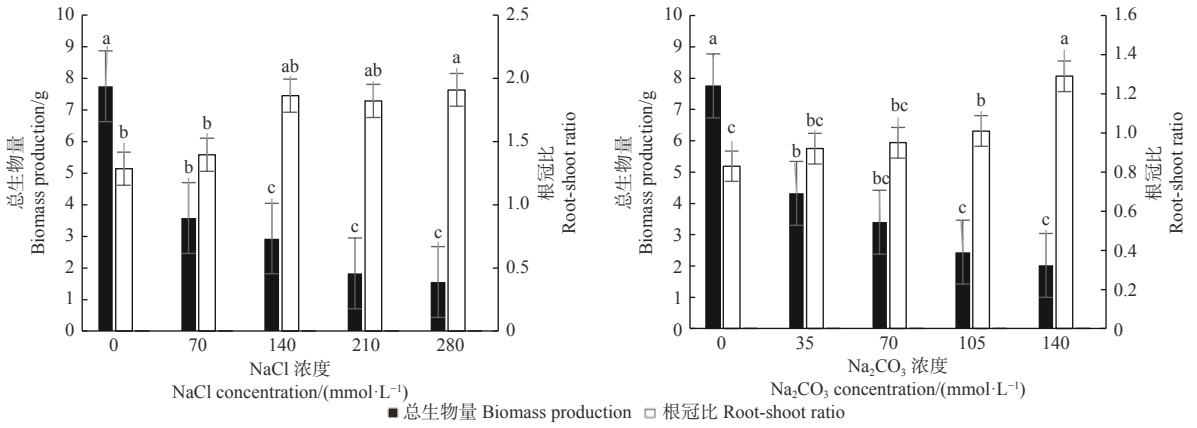 总生物量
Biomass production/g
10
9
8
7
6
5
4
3
2
1
0
a
b
b
b
c
ab
c
ab
c
a
2.5
2.0
1.5
1.0
0.5
0
根冠比
Root-shoot ratio
0 70 140 210 280
NaCl 浓度
NaCl concentration/(mmol·L⁻¹)
总生物量
Biomass production/g
10
9
8
7
6
5
4
3
2
1
0
a
c
b
bc
bc
bc
c
b
c
a
1.6
1.4
1.2
1.0
0.8
0.6
0.4
0.2
0
根冠比
Root-shoot ratio
0 35 70 105 140
Na₂CO₃ 浓度
Na₂CO₃ concentration/(mmol·L⁻¹)
总生物量 Biomass production 根冠比 Root-shoot ratio